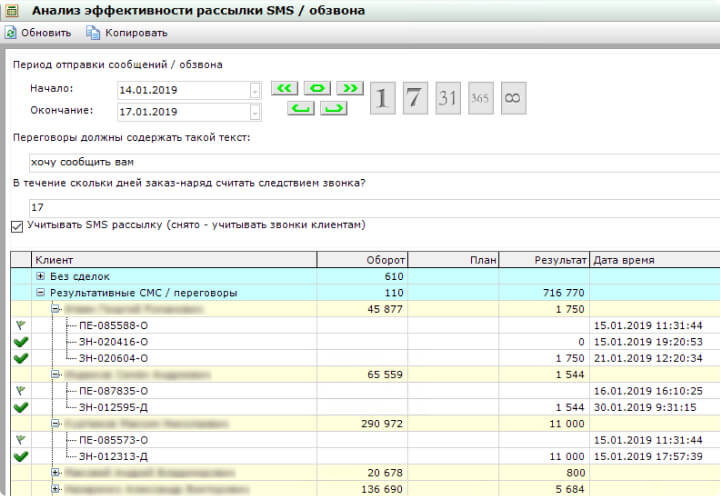 Анализ эффективности рассылки SMS / обзвона
Обновить Копировать
Период отправки сообщений / обзвона
Начало: 14.01.2019
Окончание: 17.01.2019
1 7 31 365 8
Переговоры должны содержать такой текст:
хочу сообщить вам
В течение скольки дней заказ-наряд считать следствием звонка?
17
Учитывать SMS рассылку (снято - учитывать звонки клиентам)
Клиент Оборот План Результат Дата время
Без сделок 610
Результативные СМС / переговоры 110 716 770
45 877 1 750
ПЕ-085588-О 15.01.2019 11:31:44
ЗН-020416-О 0 15.01.2019 19:20:53
ЗН-020604-О 1 750 21.01.2019 12:20:34
65 559 1 544
ПЕ-087835-О 16.01.2019 16:10:25
ЗН-012595-Д 1 544 30.01.2019 9:31:15
290 972 11 000
ПЕ-085573-О 15.01.2019 11:31:44
ЗН-012313-Д 11 000 15.01.2019 17:57:39
20 678 800
136 690 5 684